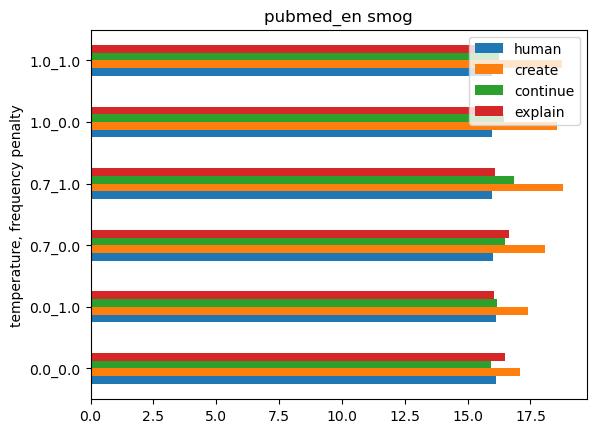 pubmed_en smog
human
create
continue
explain
temperature, frequency penalty
1.0_1.0
1.0_0.0
0.7_1.0
0.7_0.0
0.0_1.0
0.0_0.0
0.0 2.5 5.0 7.5 10.0 12.5 15.0 17.5